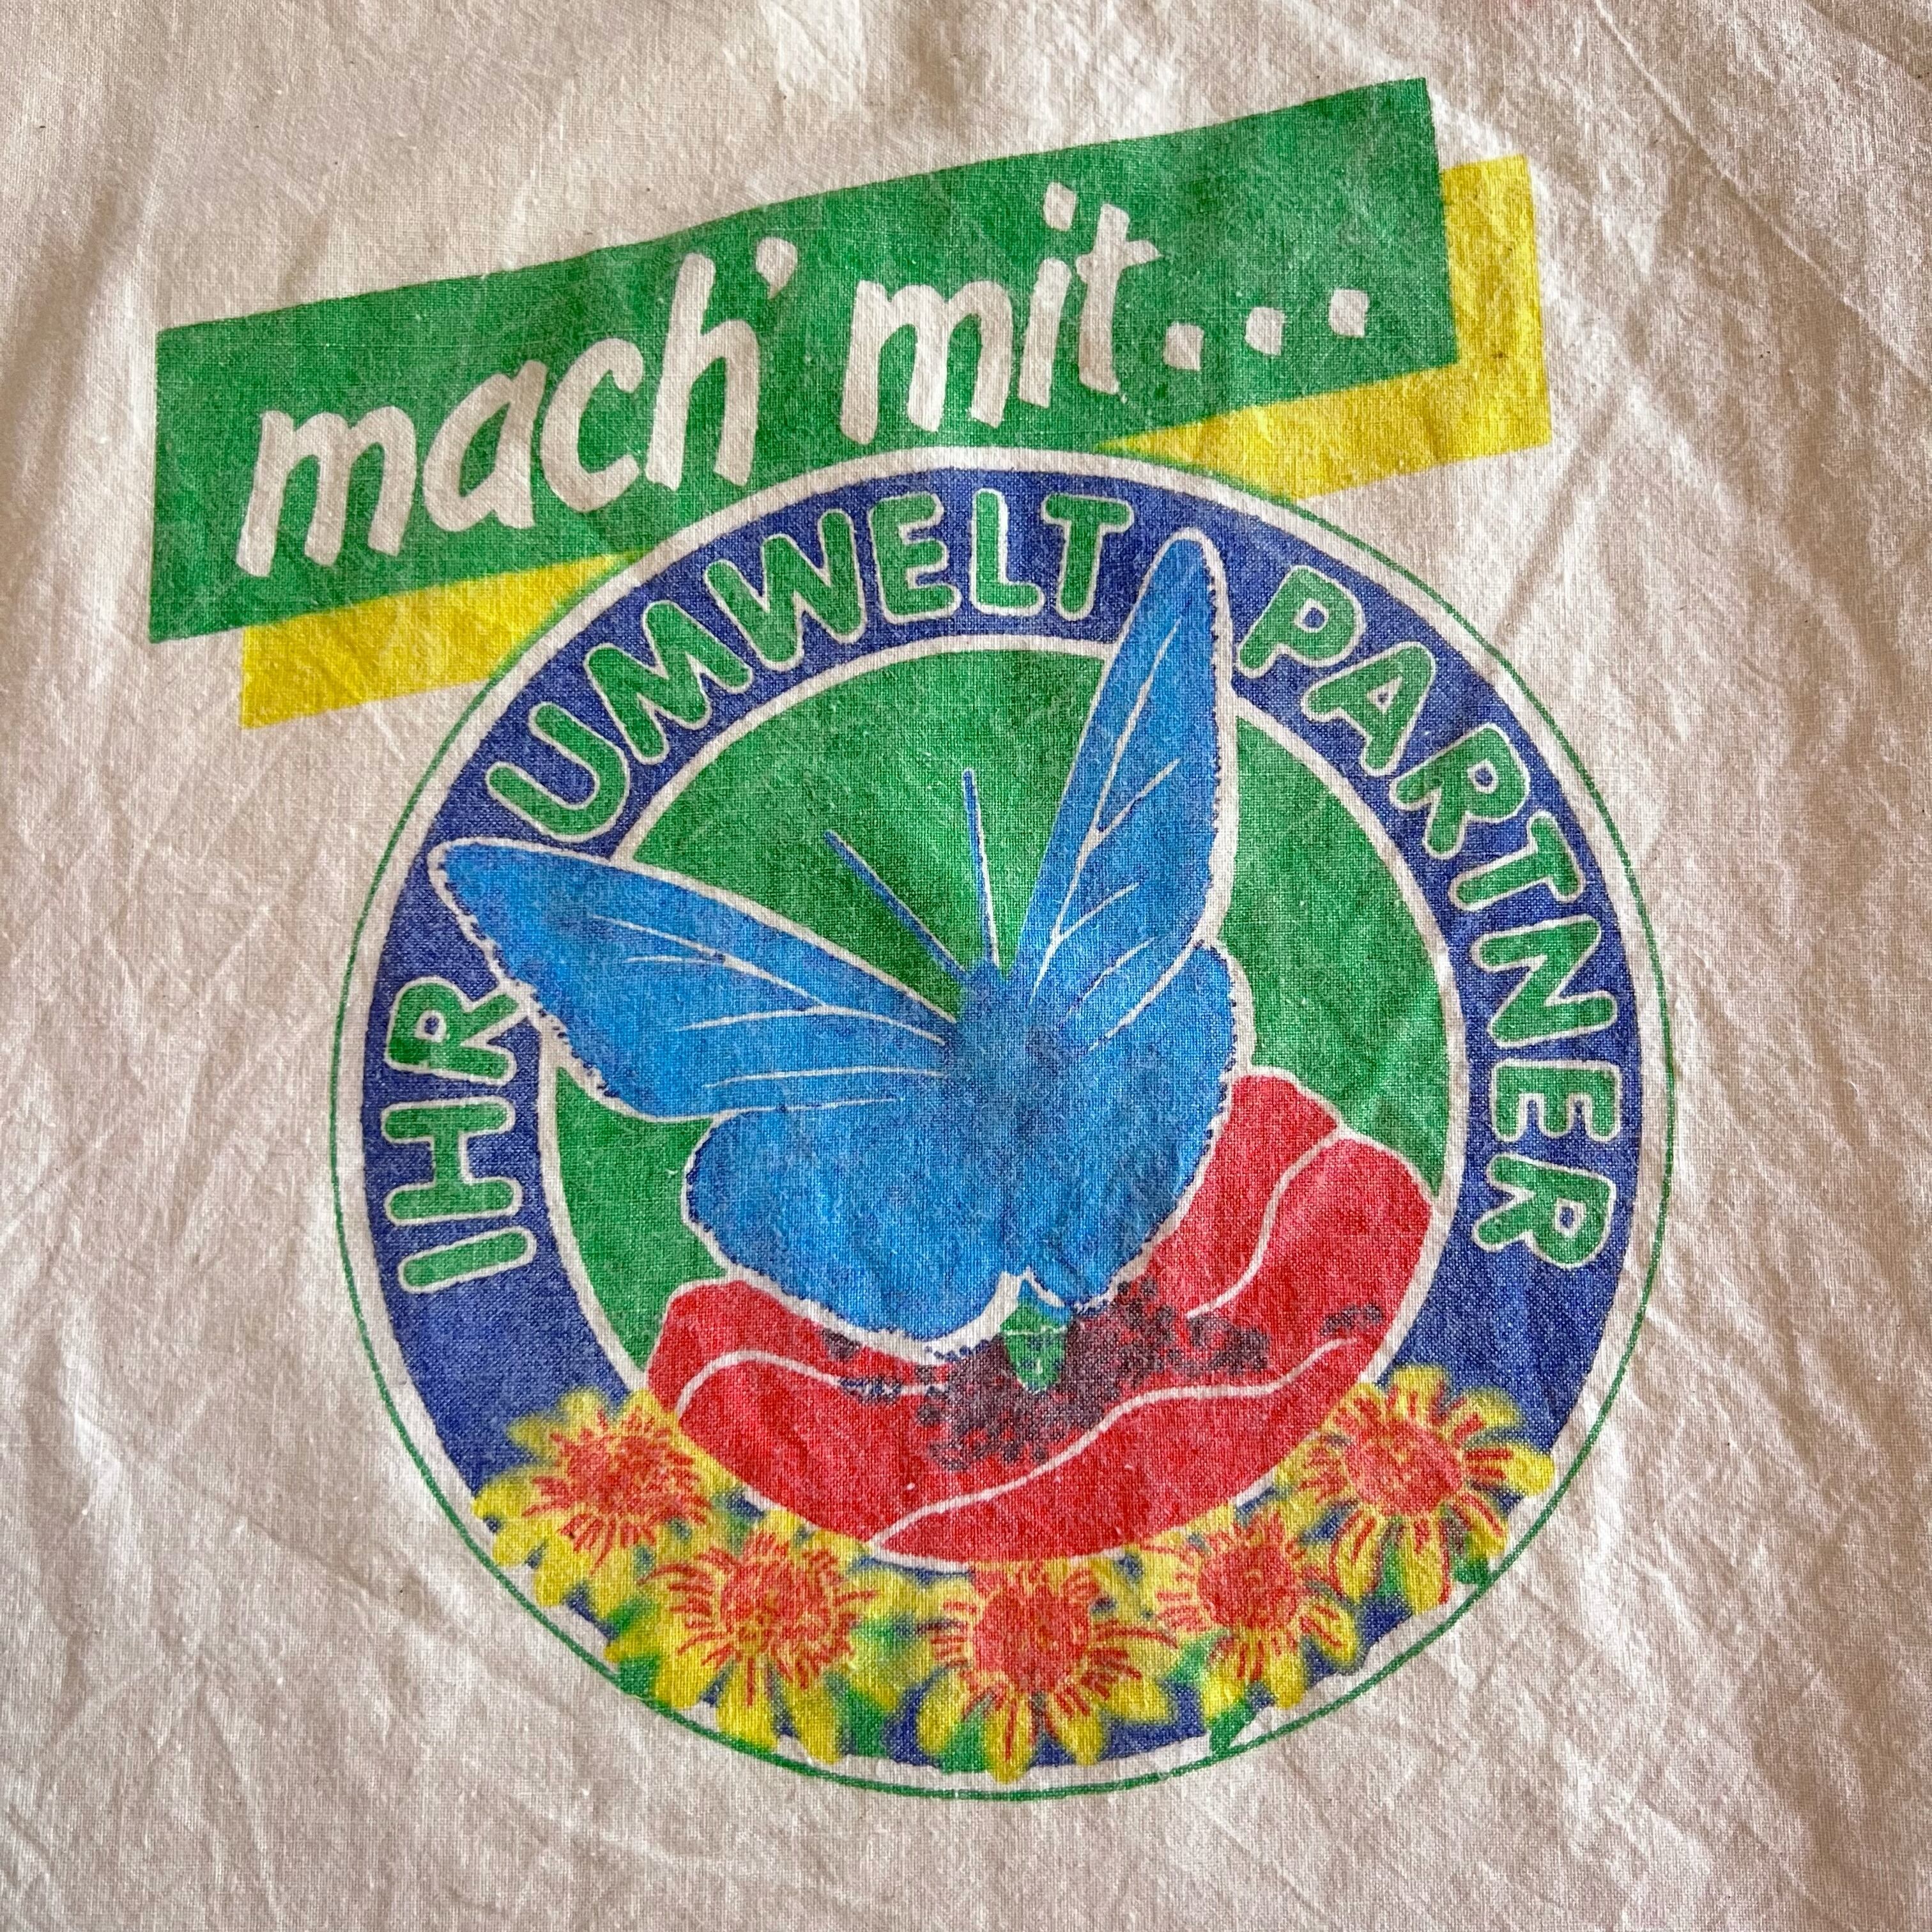 mach' mit...
IHR UMWELT PARTNER